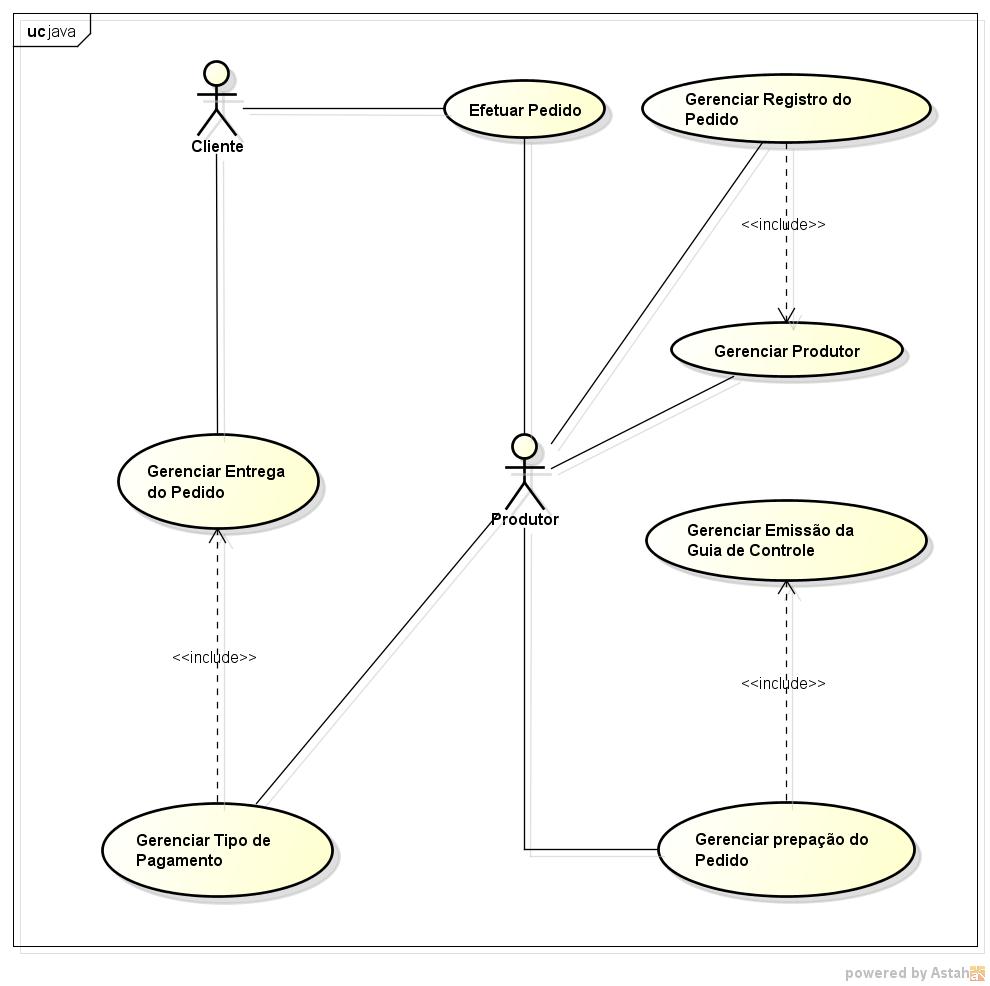 uc java
Cliente
Efetuar Pedido
Gerenciar Registro do
Pedido
<<include>>
Gerenciar Produtor
Gerenciar Entrega
do Pedido
Produtor
Gerenciar Emissão da
Guia de Controle
<<include>>
<<include>>
Gerenciar Tipo de
Pagamento
Gerenciar prepação do
Pedido
powered by Astah